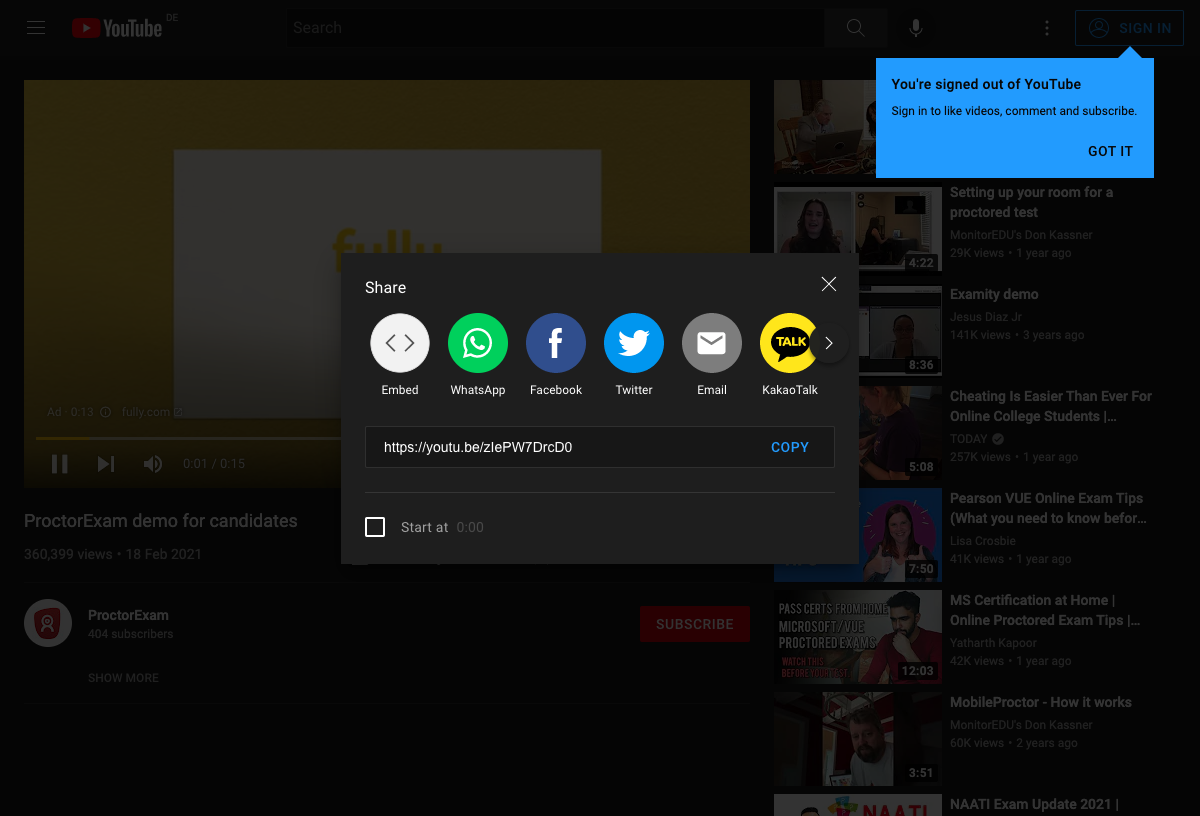 YouTube DE
Search
SIGN IN
You're signed out of YouTube
Sign in to like videos, comment and subscribe.
GOT IT
fully
Ad · 0:13 fully.com
0:01 / 0:15
ProctorExam demo for candidates
360,399 views • 18 Feb 2021
ProctorExam
404 subscribers
SUBSCRIBE
SHOW MORE
Share
Embed
WhatsApp
Facebook
Twitter
Email
TALK
KakaoTalk
https://youtu.be/zIePW7DrcD0
COPY
Start at 0:00
Setting up your room for a
proctored test
MonitorEDU's Don Kassner
29K views • 1 year ago
4:22
Examity demo
Jesus Diaz Jr
141K views • 3 years ago
8:36
Cheating Is Easier Than Ever For
Online College Students |…
TODAY
257K views • 1 year ago
5:08
Pearson VUE Online Exam Tips
(What you need to know befor…
Lisa Crosbie
41K views • 1 year ago
7:50
PASS CERTS FROM HOME
MICROSOFT/VUE
PROCTORED EXAMS
WATCH THIS
BEFORE YOUR TEST
12:03
MS Certification at Home |
Online Proctored Exam Tips |…
Yatharth Kapoor
42K views • 1 year ago
MobileProctor - How it works
MonitorEDU's Don Kassner
60K views • 2 years ago
3:51
NAATI
NAATI Exam Update 2021 |